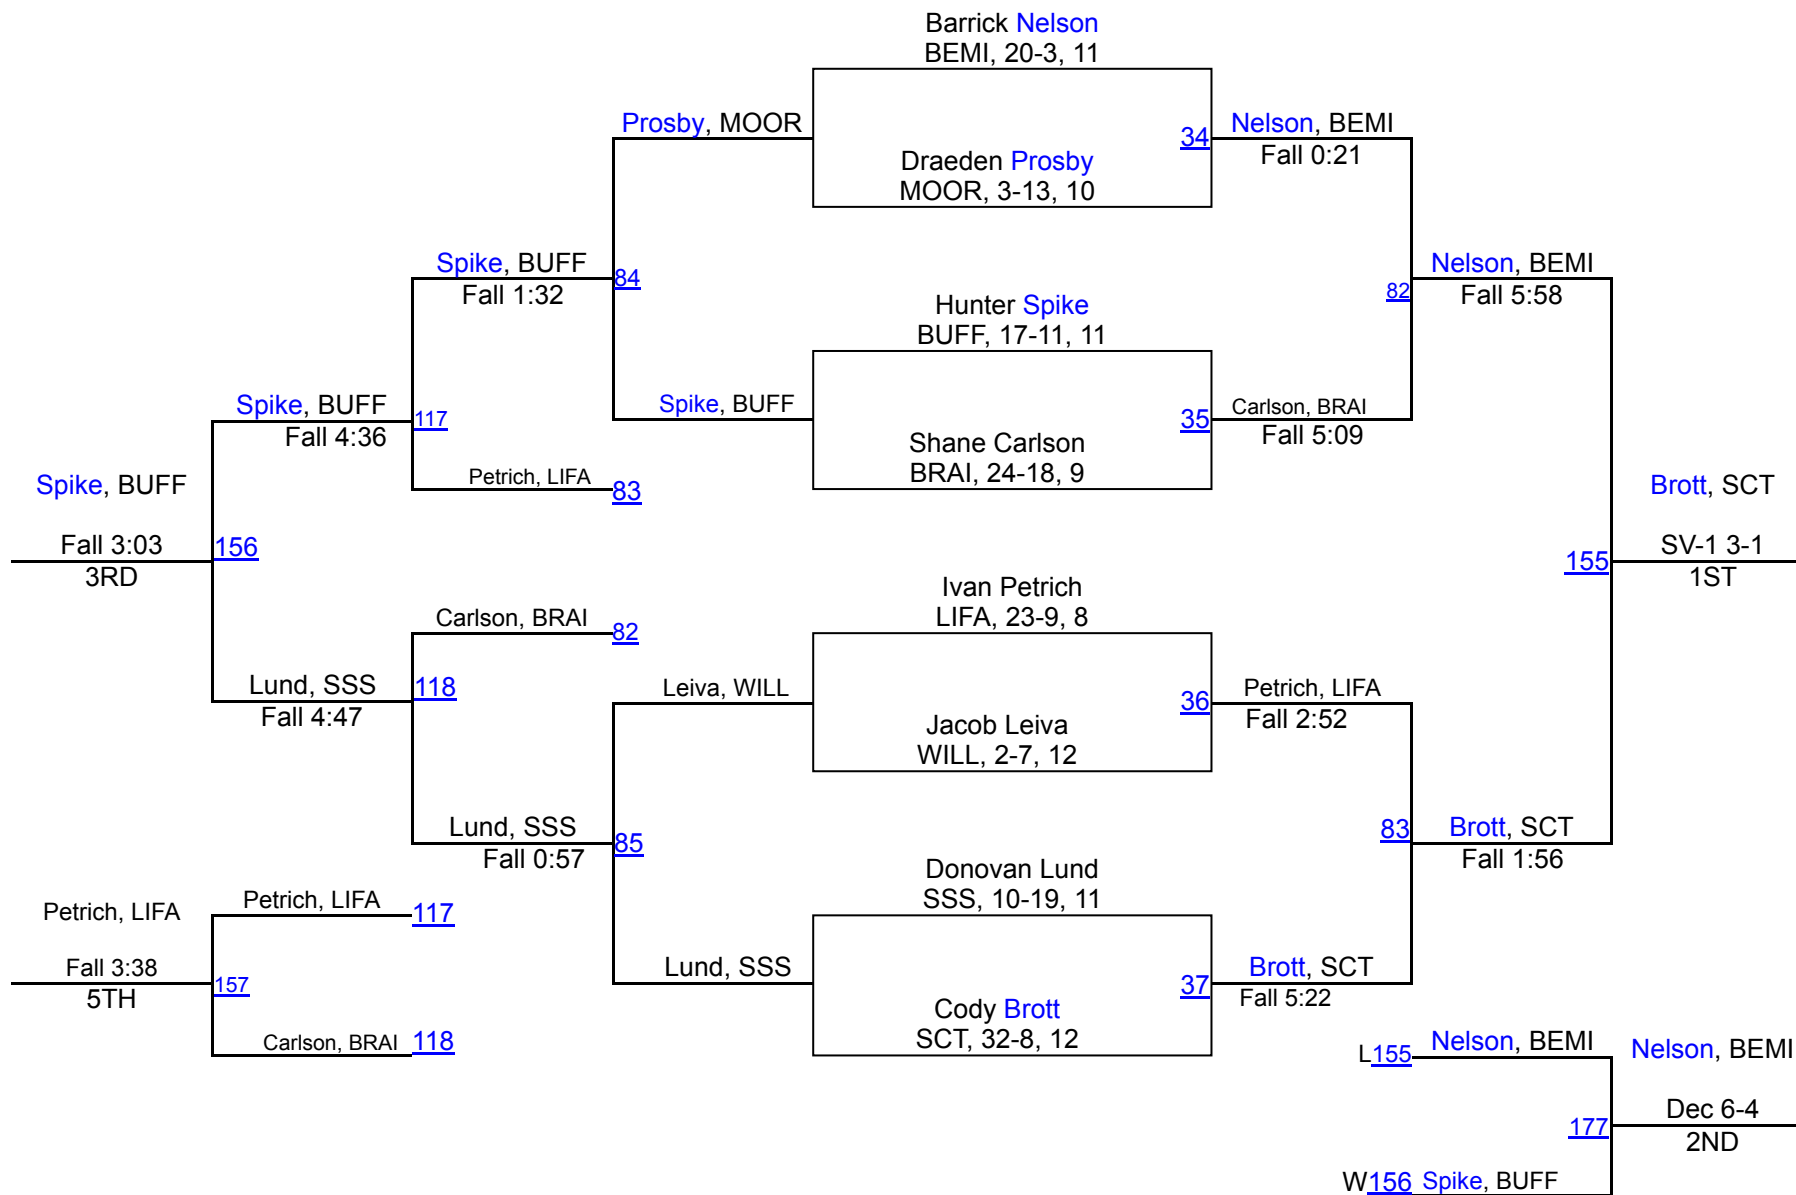 Barrick Nelson
BEMI, 20-3, 11
Prosby, MOOR
34
Nelson, BEMI
Fall 0:21
Draeden Prosby
MOOR, 3-13, 10
Spike, BUFF
Fall 1:32
84
Nelson, BEMI
Fall 5:58
82
Hunter Spike
BUFF, 17-11, 11
Spike, BUFF
Fall 4:36
117
Spike, BUFF
35
Carlson, BRAI
Fall 5:09
Shane Carlson
BRAI, 24-18, 9
Petrich, LIFA
83
Spike, BUFF
Fall 3:03
3RD
156
Brott, SCT
SV-1 3-1
1ST
155
Ivan Petrich
LIFA, 23-9, 8
Carlson, BRAI
82
Lund, SSS
Fall 4:47
118
Leiva, WILL
36
Petrich, LIFA
Fall 2:52
Jacob Leiva
WILL, 2-7, 12
Lund, SSS
Fall 0:57
85
83
Brott, SCT
Fall 1:56
Donovan Lund
SSS, 10-19, 11
Petrich, LIFA
Fall 3:38
5TH
Petrich, LIFA
117
157
Lund, SSS
37
Brott, SCT
Fall 5:22
Cody Brott
SCT, 32-8, 12
Carlson, BRAI
118
L155
Nelson, BEMI
Nelson, BEMI
Dec 6-4
2ND
177
W156
Spike, BUFF